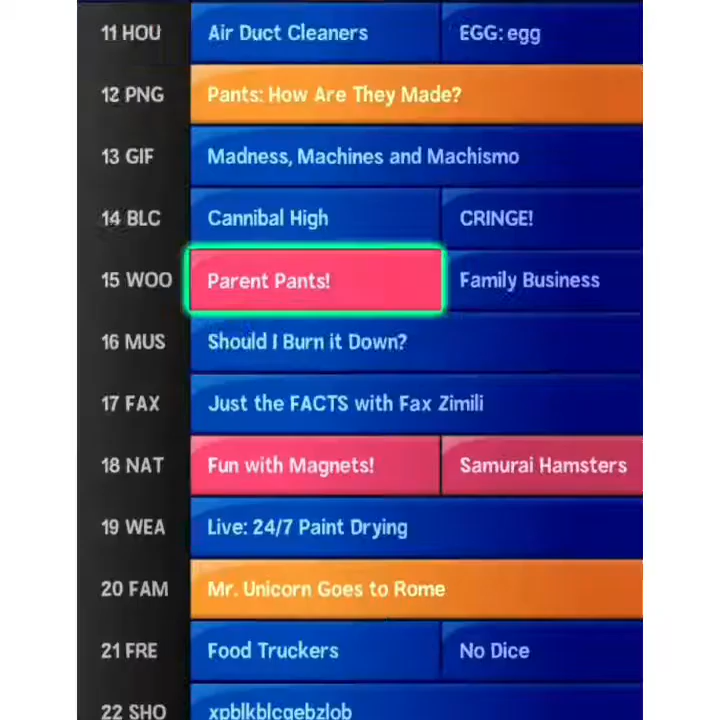 11 HOU Air Duct Cleaners EGG: egg
12 PNG Pants: How Are They Made?
13 GIF Madness, Machines and Machismo
14 BLC Cannibal High CRINGE!
15 WOO Parent Pants! Family Business
16 MUS Should I Burn it Down?
17 FAX Just the FACTS with Fax Zimili
18 NAT Fun with Magnets! Samurai Hamsters
19 WEA Live: 24/7 Paint Drying
20 FAM Mr. Unicorn Goes to Rome
21 FRE Food Truckers No Dice
22 SHO xpblkblcqebzlob